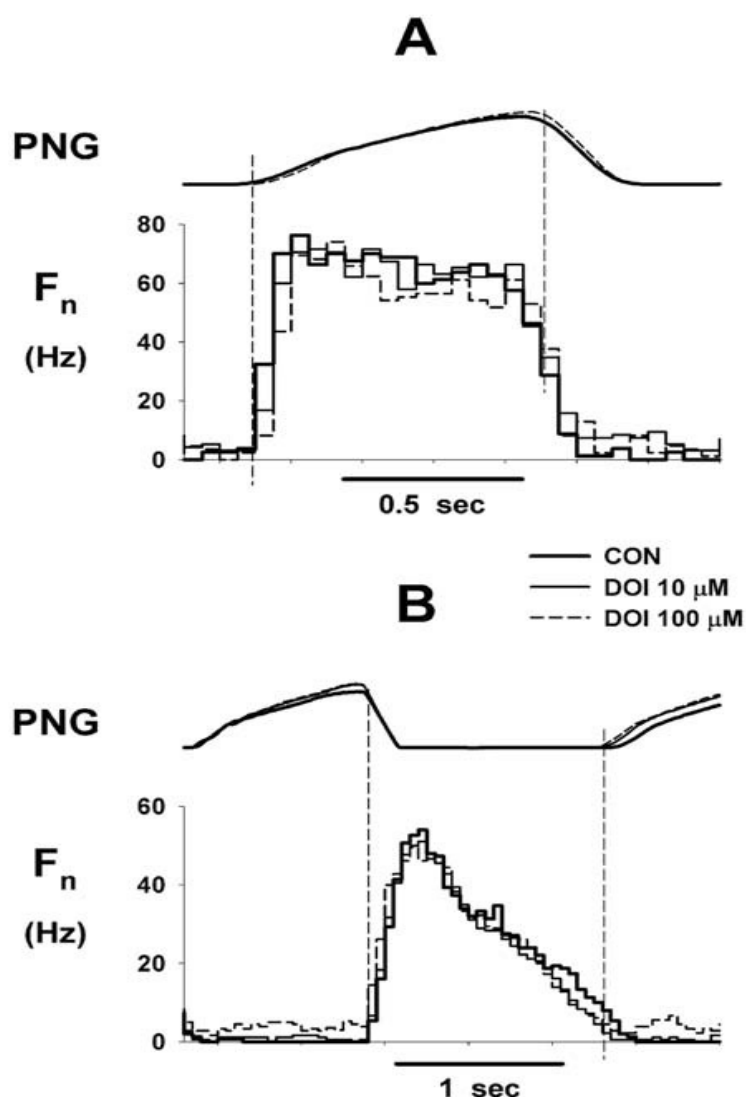 A
PNG
80
60
40
20
0
Fn
(Hz)
0.5 sec
CON
DOI 10 μM
DOI 100 μM
B
PNG
60
40
20
0
Fn
(Hz)
1 sec